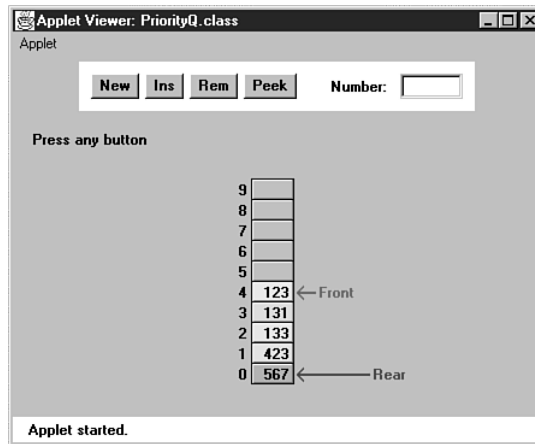 Applet Viewer: PriorityQ.class
Applet
New Ins Rem Peek Number:
Press any button
9
8
7
6
5
4 123 Front
3 131
2 133
1 423
0 567 Rear
Applet started.